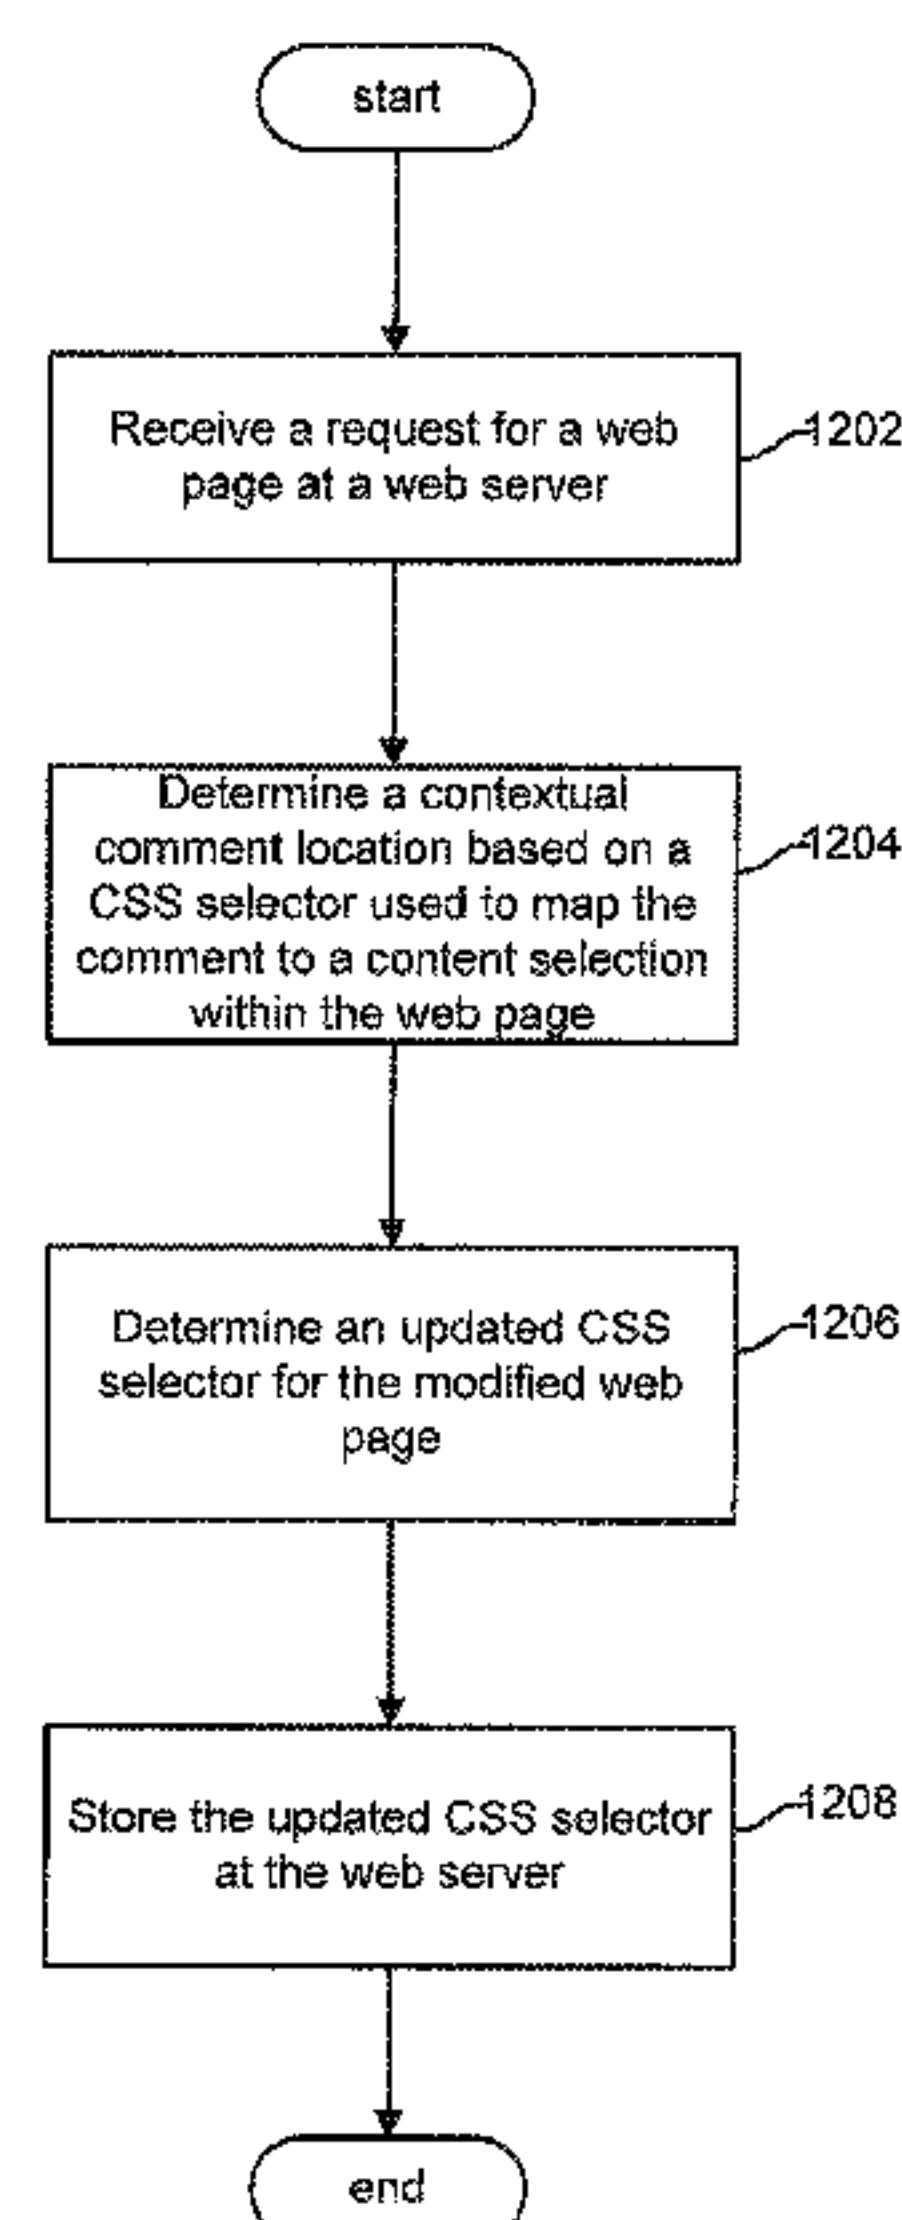 start
Receive a request for a web
page at a web server
1202
Determine a contextual
comment location based on a
CSS selector used to map the
comment to a content selection
within the web page
1204
Determine an updated CSS
selector for the modified web
page
1206
Store the updated CSS selector
at the web server
1208
end